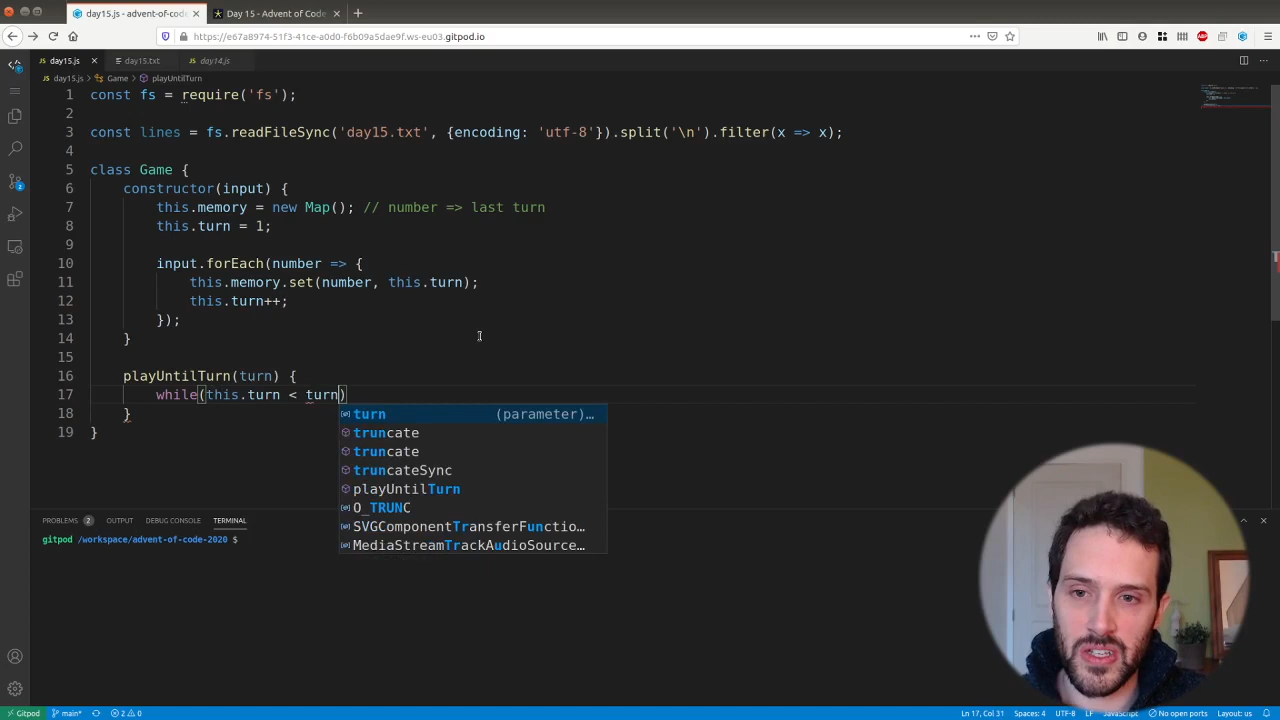 day15.js - advent-of-code
Day 15 - Advent of Code
https://e67a8974-51cf-411e-a0d0-f6b09a5dae9f.ws-eu03.gitpod.io
day15.js
day15.txt
day14.js
day15.js > Game > playUntilTurn
1 const fs = require('fs');
2
3 const lines = fs.readFileSync('day15.txt', {encoding: 'utf-8'}).split('\n').filter(x => x);
4
5 class Game {
6 constructor(input) {
7 this.memory = new Map(); // number => last turn
8 this.turn = 1;
9
10 input.forEach(number => {
11 this.memory.set(number, this.turn);
12 this.turn++;
13 });
14 }
15
16 playUntilTurn(turn) {
17 while(this.turn < turn)
18 }
19 }
turn (parameter)…
truncate
truncate
truncateSync
playUntilTurn
O_TRUNC
SVGComponentTransferFunctio…
MediaStreamTrackAudioSource…
PROBLEMS 2 OUTPUT DEBUG CONSOLE TERMINAL
gitpod /workspace/advent-of-code-2020 $
Gitpod main* 2 0 Ln 17, Col 31 Spaces: 4 UTF-8 LF JavaScript No open ports Layout: us